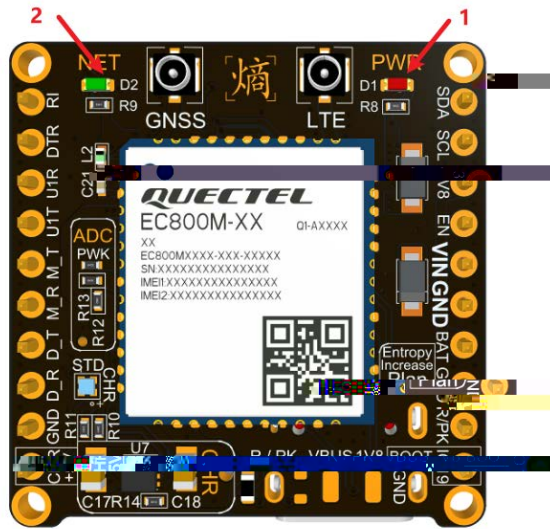 2
1
NET
PWR
D2
D1
R9
R8
熵
GNSS
LTE
RI
DTR
U1R
U1T
M_T
M_R
D_T
D_R
GND
SDA
SCL
V8
EN
VIN
GND
BAT
L2
C21
ADC
PWK
R13
R12
STD
CHR
R11
R10
QUECTEL
EC800M-XX
Q1-AXXXX
XX
EC800MXXXX-XXX-XXXXX
SN:XXXXXXXXXXXXXXX
IMEI1:XXXXXXXXXXXXXXX
IMEI2:XXXXXXXXXXXXXXX
Entropy
Increase
U7
C17
R14
C18
VBUS
1V8
BOOT
GND